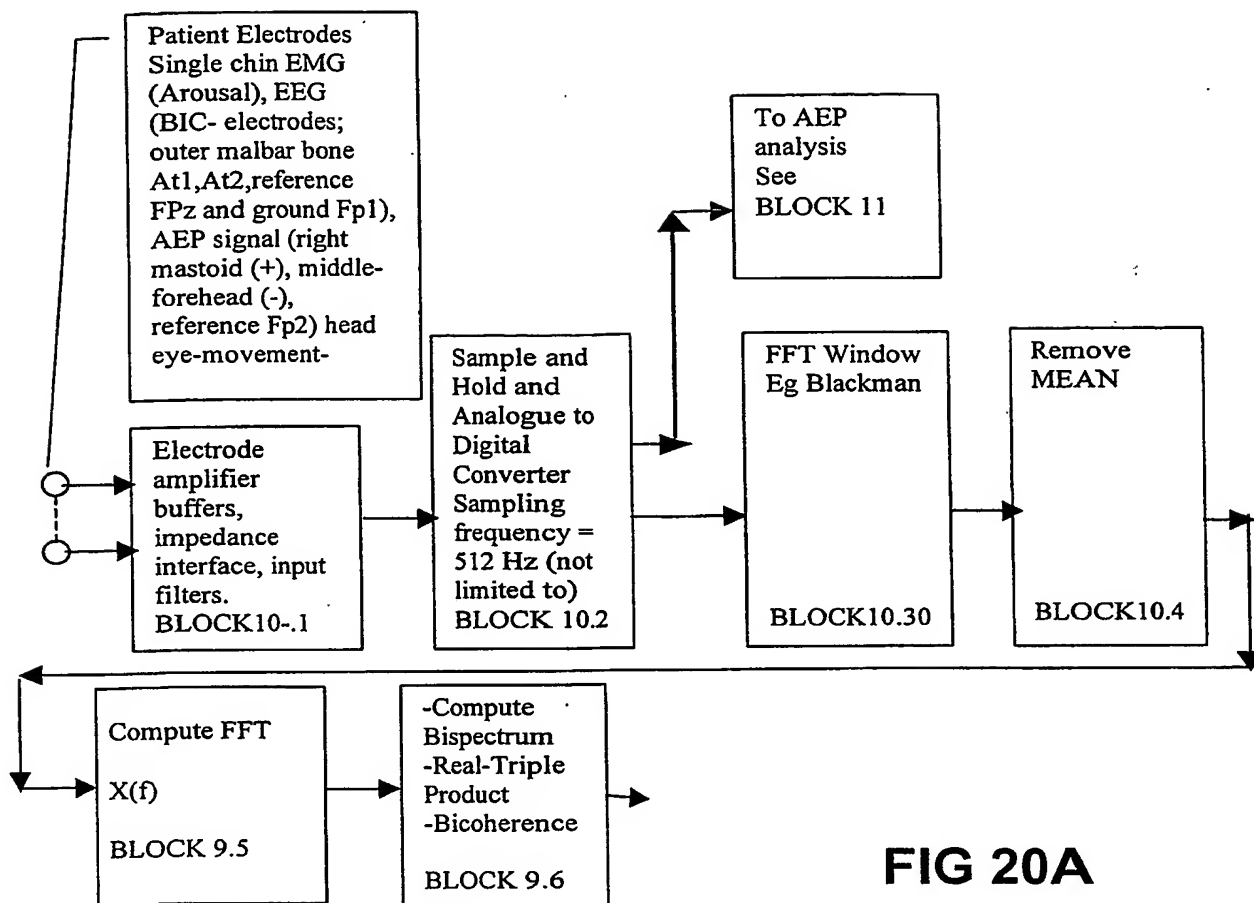 Patient Electrodes
Single chin EMG
(Arousal), EEG
(BIC- electrodes;
outer malbar bone
At1,At2,reference
FPz and ground Fp1),
AEP signal (right
mastoid (+), middle-
forehead (-),
reference Fp2) head
eye-movement-
To AEP
analysis
See
BLOCK 11
Electrode
amplifier
buffers,
impedance
interface, input
filters.
BLOCK10-.1
Sample and
Hold and
Analogue to
Digital
Converter
Sampling
frequency =
512 Hz (not
limited to)
BLOCK 10.2
FFT Window
Eg Blackman
BLOCK10.30
Remove
MEAN
BLOCK10.4
Compute FFT
X(f)
BLOCK 9.5
-Compute
Bispectrum
-Real-Triple
Product
-Bicoherence
BLOCK 9.6
FIG 20A